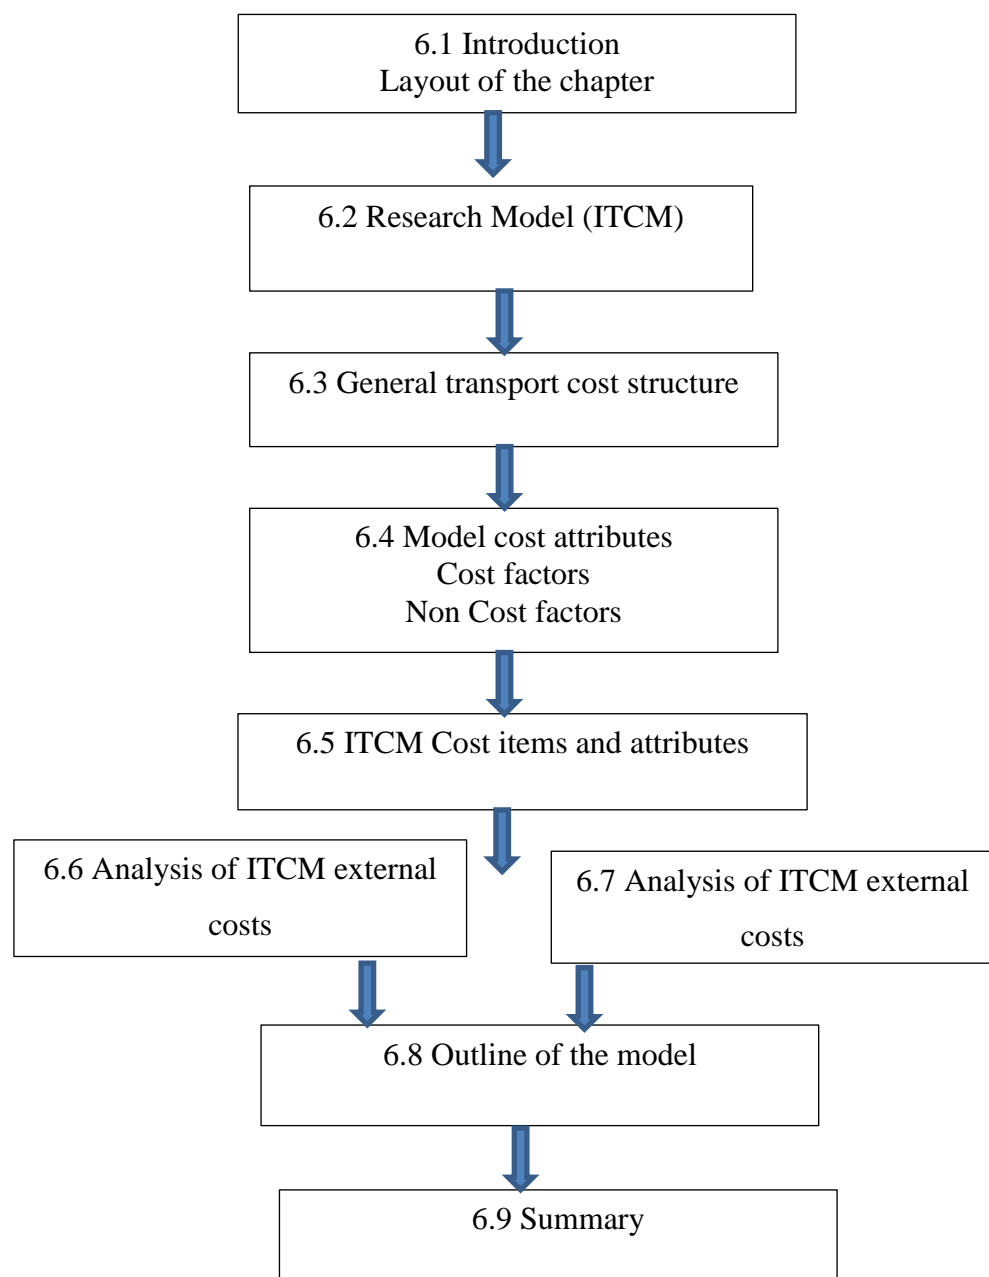 6.1 Introduction
Layout of the chapter
6.2 Research Model (ITCM)
6.3 General transport cost structure
6.4 Model cost attributes
Cost factors
Non Cost factors
6.5 ITCM Cost items and attributes
6.6 Analysis of ITCM external
costs
6.7 Analysis of ITCM external
costs
6.8 Outline of the model
6.9 Summary